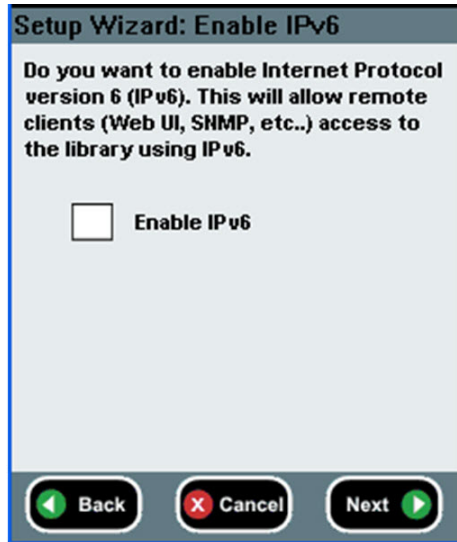 Setup Wizard: Enable IPv6
Do you want to enable Internet Protocol
version 6 (IPv6). This will allow remote
clients (Web UI, SNMP, etc..) access to
the library using IPv6.
Enable IPv6
Back Cancel Next